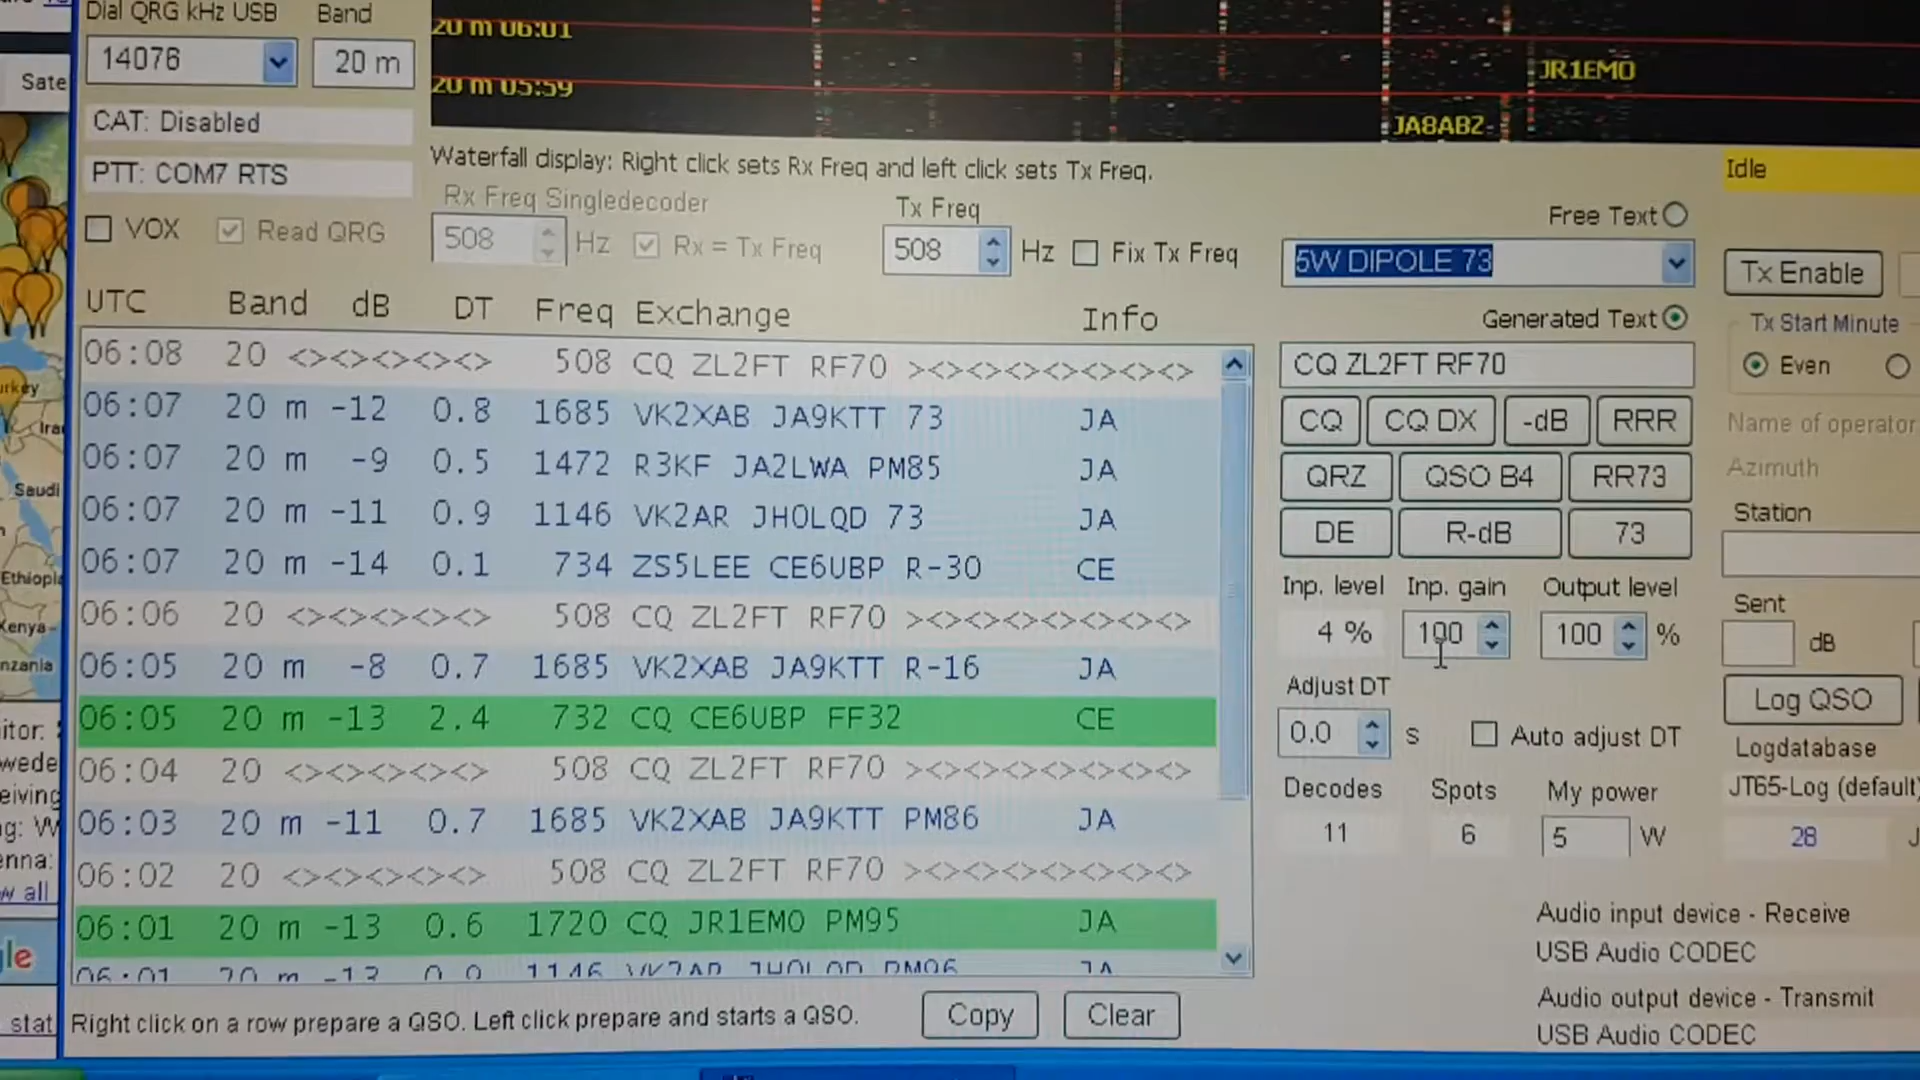 Dial QRG kHz USB Band
14076 20 m
20 m 06:01
20 m 05:59
JR1EMO
JA8ABZ
Sate
CAT: Disabled
PTT: COM7 RTS
VOX Read QRG
Waterfall display: Right click sets Rx Freq and left click sets Tx Freq.
Rx Freq Singledecoder
508 Hz Rx = Tx Freq
Tx Freq
508 Hz Fix Tx Freq
Free Text
5W DIPOLE 73
Generated Text
CQ ZL2FT RF70
CQ CQ DX -dB RRR
QRZ QSO B4 RR73
DE R-dB 73
Idle
Tx Enable
Tx Start Minute
Even
Name of operator
Azimuth
Station
Sent
dB
Log QSO
Logdatabase
JT65-Log (default)
28
UTC Band dB DT Freq Exchange Info
06:08 20 <><><><><> 508 CQ ZL2FT RF70 ><><><><><><>
06:07 20 m -12 0.8 1685 VK2XAB JA9KTT 73 JA
06:07 20 m -9 0.5 1472 R3KF JA2LWA PM85 JA
06:07 20 m -11 0.9 1146 VK2AR JH0LQD 73 JA
06:07 20 m -14 0.1 734 ZS5LEE CE6UBP R-30 CE
06:06 20 <><><><><> 508 CQ ZL2FT RF70 ><><><><><><>
06:05 20 m -8 0.7 1685 VK2XAB JA9KTT R-16 JA
06:05 20 m -13 2.4 732 CQ CE6UBP FF32 CE
06:04 20 <><><><><> 508 CQ ZL2FT RF70 ><><><><><><>
06:03 20 m -11 0.7 1685 VK2XAB JA9KTT PM86 JA
06:02 20 <><><><><> 508 CQ ZL2FT RF70 ><><><><><><>
06:01 20 m -13 0.6 1720 CQ JR1EMO PM95 JA
Inp. level Inp. gain Output level
4 % 100 100 %
Adjust DT
0.0 s Auto adjust DT
Decodes Spots My power
11 6 5 W
Audio input device - Receive
USB Audio CODEC
Audio output device - Transmit
USB Audio CODEC
Right click on a row prepare a QSO. Left click prepare and starts a QSO.
Copy Clear
urkey
Saudi
Ethiopia
Kenya
nzania
stat